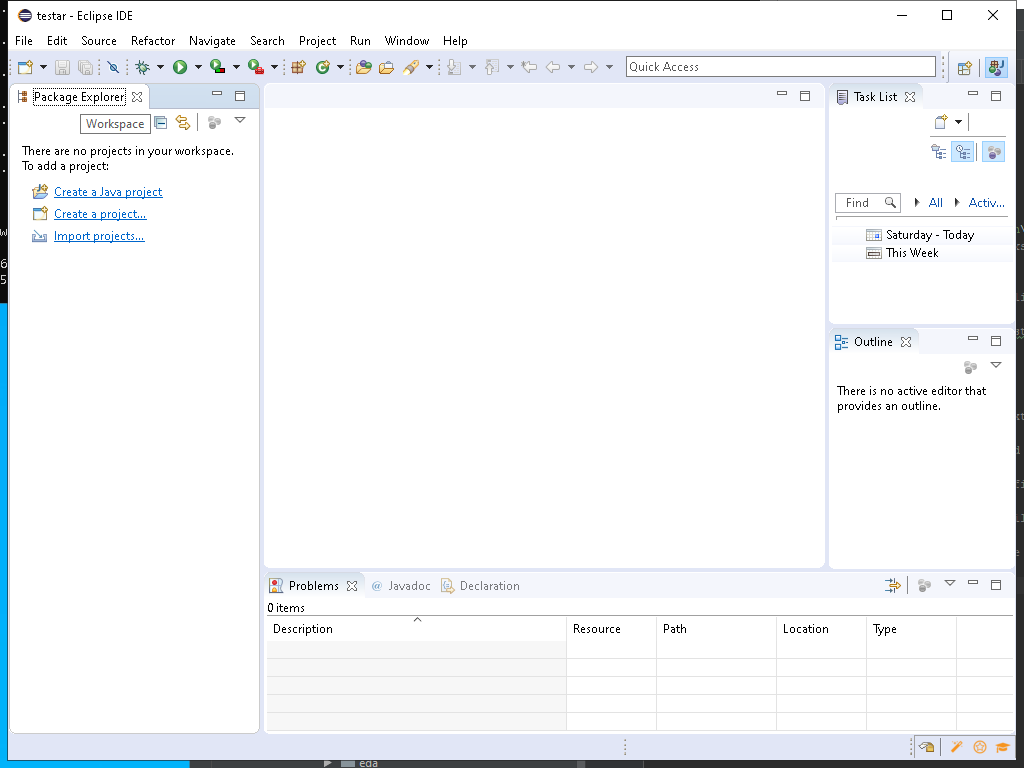 testar - Eclipse IDE
File Edit Source Refactor Navigate Search Project Run Window Help
Quick Access
Package Explorer
Workspace
There are no projects in your workspace.
To add a project:
Create a Java project
Create a project...
Import projects...
Task List
Find All Activ...
Saturday - Today
This Week
Outline
There is no active editor that
provides an outline.
Problems @ Javadoc Declaration
0 items
Description Resource Path Location Type
eda